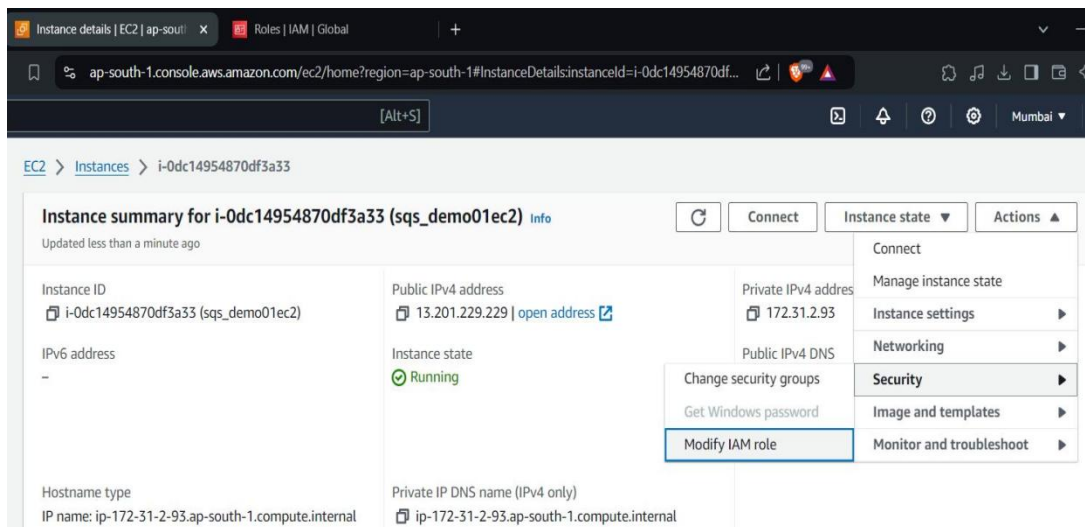 Instance details | EC2 | ap-sout
Roles | IAM | Global
ap-south-1.console.aws.amazon.com/ec2/home?region=ap-south-1#InstanceDetails:instanceId=i-0dc14954870df...
99+
[Alt+S]
Mumbai
EC2 > Instances > i-0dc14954870df3a33
Instance summary for i-0dc14954870df3a33 (sqs_demo01ec2) Info
Updated less than a minute ago
Connect
Instance state
Actions
Connect
Manage instance state
Instance settings
Networking
Security
Image and templates
Monitor and troubleshoot
Change security groups
Get Windows password
Modify IAM role
Instance ID
i-0dc14954870df3a33 (sqs_demo01ec2)
Public IPv4 address
13.201.229.229 | open address
Private IPv4 addres
172.31.2.93
IPv6 address
–
Instance state
Running
Public IPv4 DNS
Hostname type
IP name: ip-172-31-2-93.ap-south-1.compute.internal
Private IP DNS name (IPv4 only)
ip-172-31-2-93.ap-south-1.compute.internal